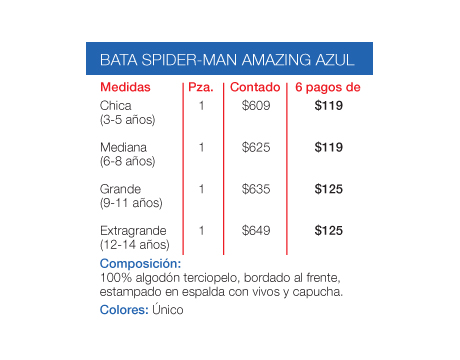 BATA SPIDER-MAN AMAZING AZUL
Medidas Pza. Contado 6 pagos de
Chica 1 $609 $119
(3-5 años)
Mediana 1 $625 $119
(6-8 años)
Grande 1 $635 $125
(9-11 años)
Extragrande 1 $649 $125
(12-14 años)
Composición:
100% algodón terciopelo, bordado al frente,
estampado en espalda con vivos y capucha.
Colores: Único